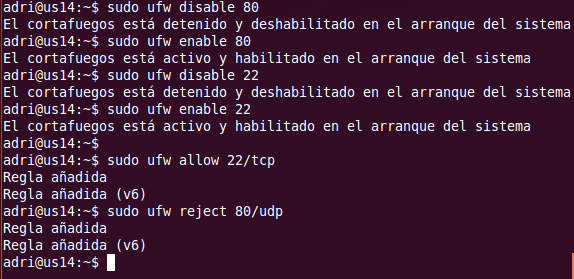 adri@us14:~$ sudo ufw disable 80
El cortafuegos está detenido y deshabilitado en el arranque del sistema
adri@us14:~$ sudo ufw enable 80
El cortafuegos está activo y habilitado en el arranque del sistema
adri@us14:~$ sudo ufw disable 22
El cortafuegos está detenido y deshabilitado en el arranque del sistema
adri@us14:~$ sudo ufw enable 22
El cortafuegos está activo y habilitado en el arranque del sistema
adri@us14:~$
adri@us14:~$ sudo ufw allow 22/tcp
Regla añadida
Regla añadida (v6)
adri@us14:~$ sudo ufw reject 80/udp
Regla añadida
Regla añadida (v6)
adri@us14:~$